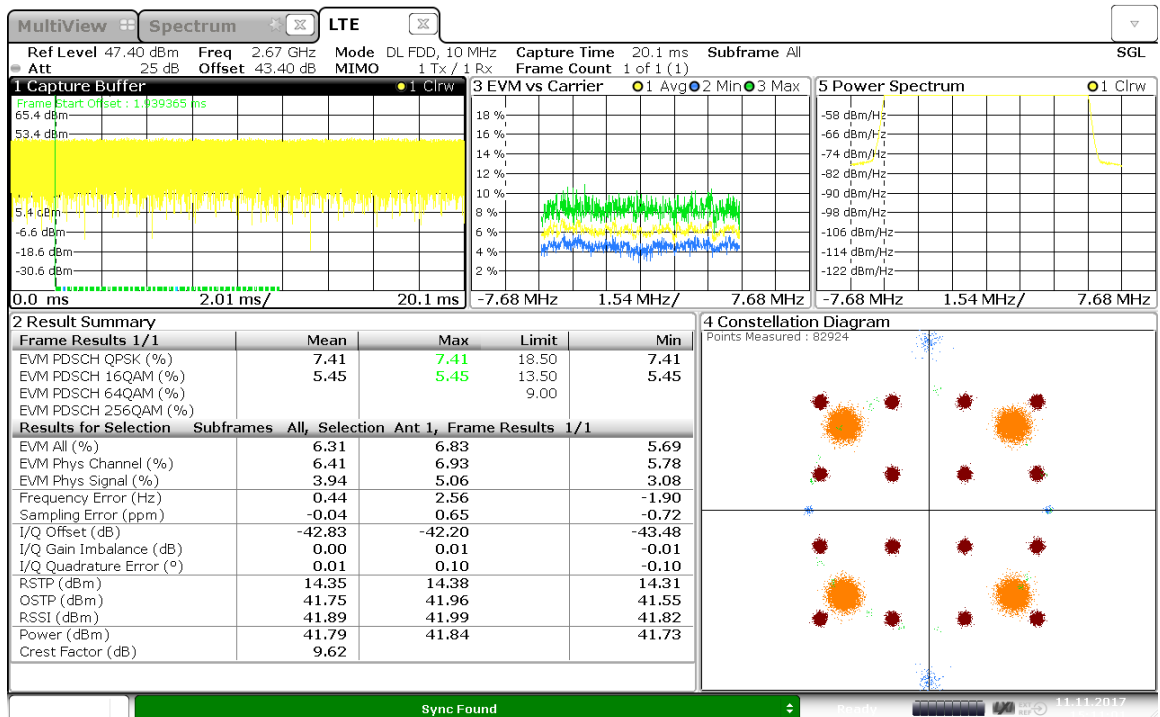 MultiView Spectrum LTE
Ref Level 47.40 dBm Freq 2.67 GHz Mode DL FDD, 10 MHz Capture Time 20.1 ms Subframe All SGL
Att 25 dB Offset 43.40 dB MIMO 1 Tx / 1 Rx Frame Count 1 of 1 (1)
1 Capture Buffer 1 Clrw
Frame Start Offset : 1.939365 ms
65.4 dBm
53.4 dBm
5.4 dBm
-6.6 dBm
-18.6 dBm
-30.6 dBm
0.0 ms 2.01 ms/ 20.1 ms
3 EVM vs Carrier 1 Avg 2 Min 3 Max
18 %
16 %
14 %
12 %
10 %
8 %
6 %
4 %
2 %
-7.68 MHz 1.54 MHz/ 7.68 MHz
5 Power Spectrum 1 Clrw
-58 dBm/Hz
-66 dBm/Hz
-74 dBm/Hz
-82 dBm/Hz
-90 dBm/Hz
-98 dBm/Hz
-106 dBm/Hz
-114 dBm/Hz
-122 dBm/Hz
-7.68 MHz 1.54 MHz/ 7.68 MHz
2 Result Summary
Frame Results 1/1 Mean Max Limit Min
EVM PDSCH QPSK (%) 7.41 7.41 18.50 7.41
EVM PDSCH 16QAM (%) 5.45 5.45 13.50 5.45
EVM PDSCH 64QAM (%) 9.00
EVM PDSCH 256QAM (%)
Results for Selection Subframes All, Selection Ant 1, Frame Results 1/1
EVM All (%) 6.31 6.83 5.69
EVM Phys Channel (%) 6.41 6.93 5.78
EVM Phys Signal (%) 3.94 5.06 3.08
Frequency Error (Hz) 0.44 2.56 -1.90
Sampling Error (ppm) -0.04 0.65 -0.72
I/Q Offset (dB) -42.83 -42.20 -43.48
I/Q Gain Imbalance (dB) 0.00 0.01 -0.01
I/Q Quadrature Error (°) 0.01 0.10 -0.10
RSTP (dBm) 14.35 14.38 14.31
OSTP (dBm) 41.75 41.96 41.55
RSSI (dBm) 41.89 41.99 41.82
Power (dBm) 41.79 41.84 41.73
Crest Factor (dB) 9.62
4 Constellation Diagram
Points Measured : 82924
Sync Found Ready LXI EXT REF 11.11.2017